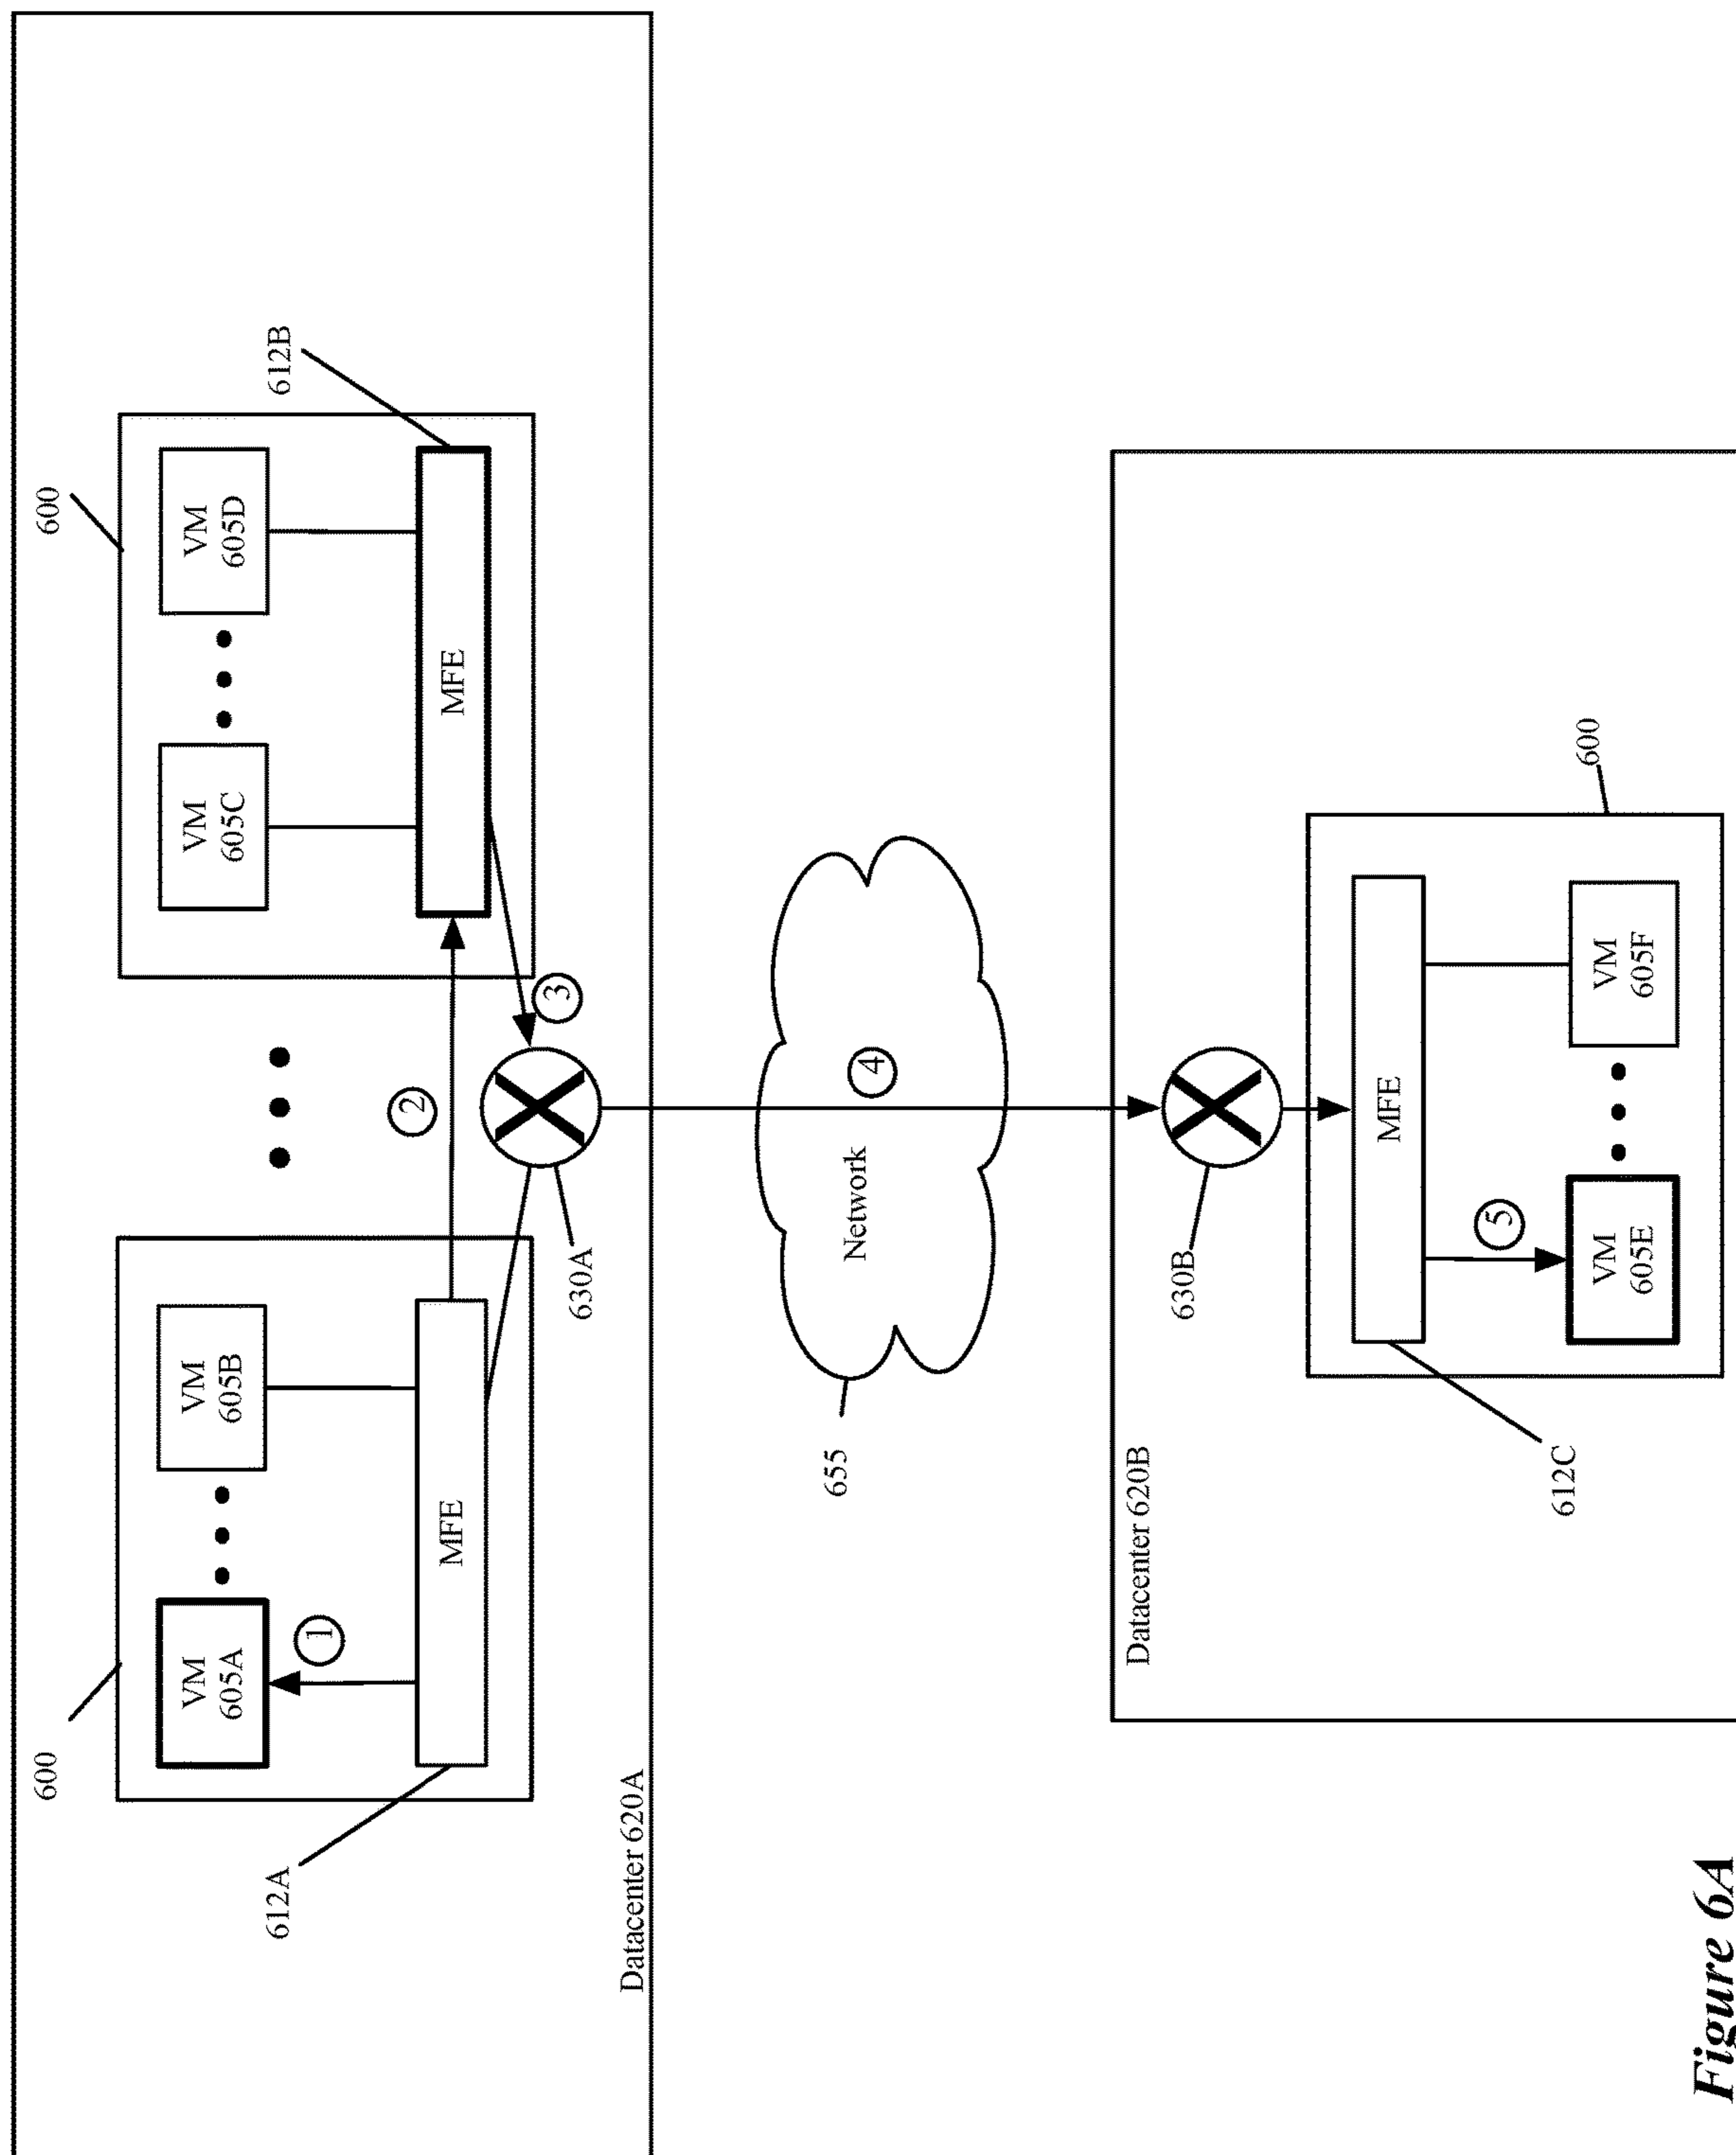 600
612A
VM
605A
1
VM
605B
MFE
2
600
612B
VM
605C
VM
605D
MFE
3
630A
Datacenter 620A
655
Network
4
Datacenter 620B
630B
612C
MFE
600
5
VM
605E
VM
605F
Figure 6A